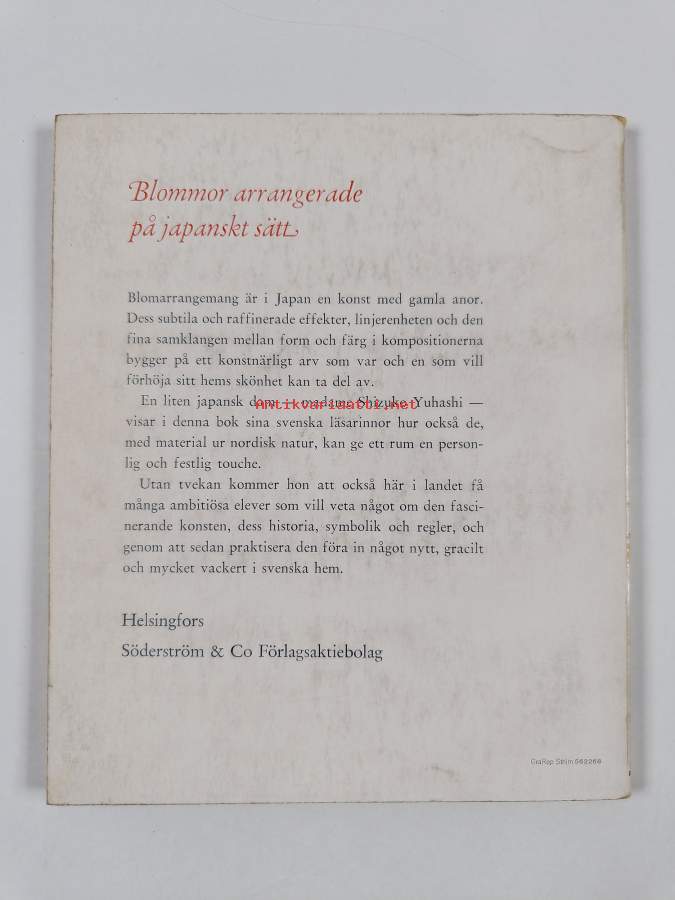 Blommor arrangerade
på japanskt sätt
Blomarrangemang är i Japan en konst med gamla anor.
Dess subtila och raffinerade effekter, linjerenheten och den
fina samklangen mellan form och färg i kompositionerna
bygger på ett konstnärligt arv som var och en som vill
förhöja sitt hems skönhet kan ta del av.
En liten japansk dam — madame Shizuko Yuhashi —
Antikvariaatti.net
visar i denna bok sina svenska läsarinnor hur också de,
med material ur nordisk natur, kan ge ett rum en person-
lig och festlig touche.
Utan tvekan kommer hon att också här i landet få
många ambitiösa elever som vill veta något om den fasci-
nerande konsten, dess historia, symbolik och regler, och
genom att sedan praktisera den föra in något nytt, gracilt
och mycket vackert i svenska hem.
Helsingfors
Söderström & Co Förlagsaktiebolag
GraRep Sthlm 562266